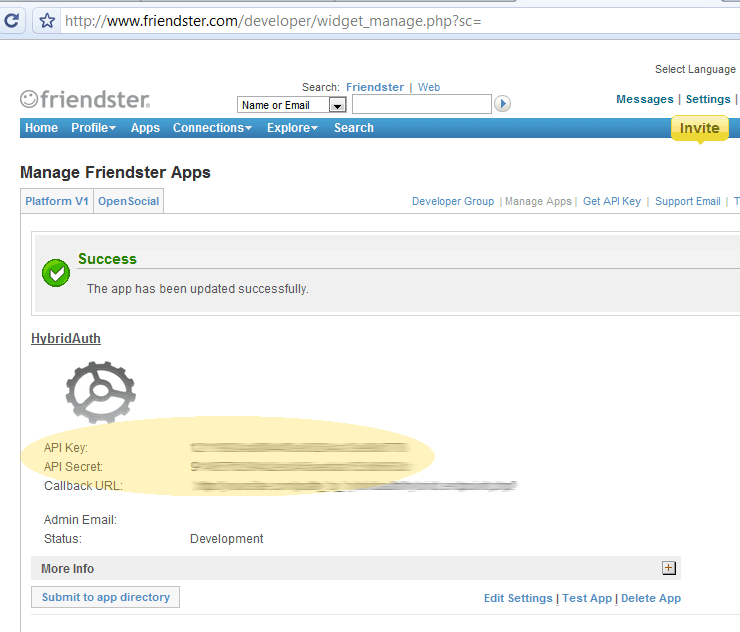 http://www.friendster.com/developer/widget_manage.php?sc=
Select Language
Search: Friendster | Web
friendster.
Name or Email
Messages | Settings |
Home Profile Apps Connections Explore Search
Invite
Manage Friendster Apps
Platform V1 OpenSocial
Developer Group | Manage Apps | Get API Key | Support Email | T
Success
The app has been updated successfully.
HybridAuth
API Key:
API Secret:
Callback URL:
Admin Email:
Status: Development
More Info
Submit to app directory
Edit Settings | Test App | Delete App